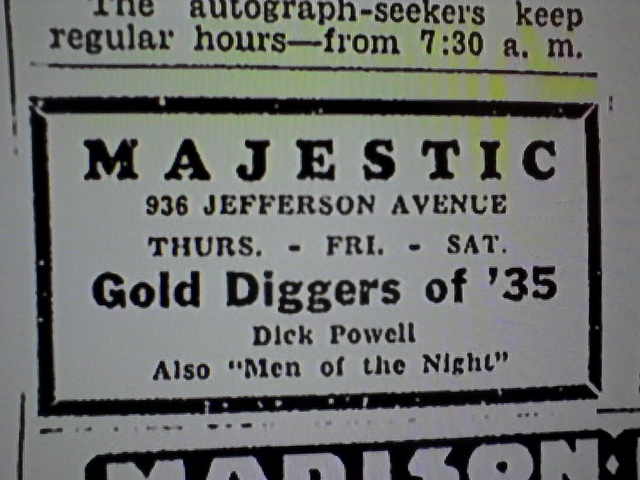 The autograph-seekers keep
regular hours—from 7:30 a. m.
MAJESTIC
936 JEFFERSON AVENUE
THURS. - FRI. - SAT.
Gold Diggers of '35
Dick Powell
Also "Men of the Night"
MADISON